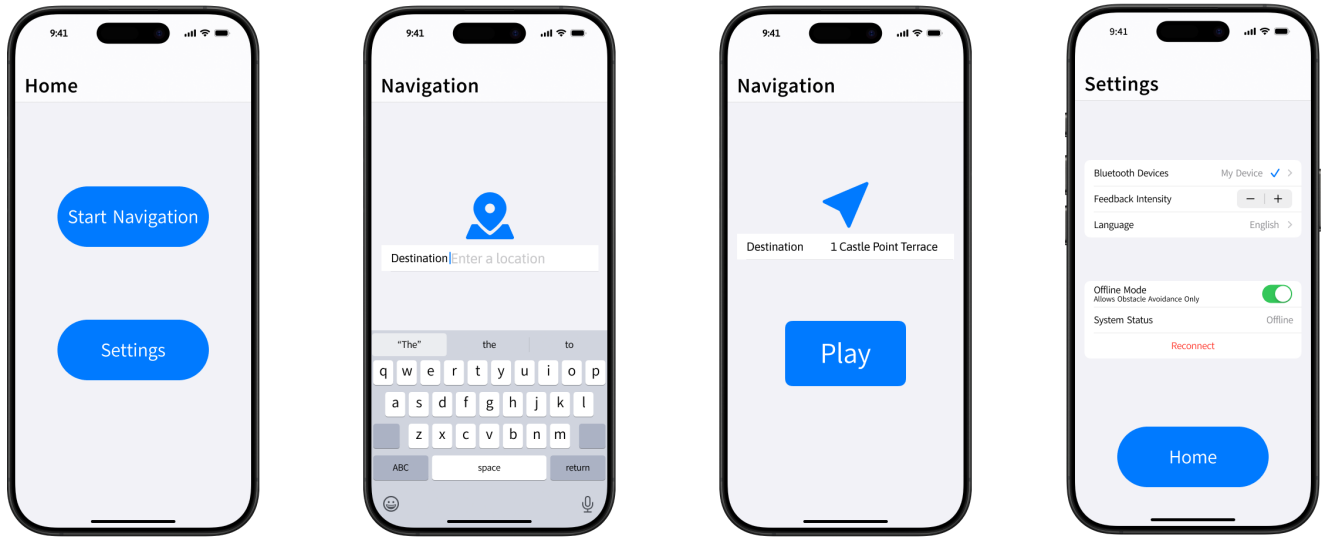 9:41
Home
Start Navigation
Settings
9:41
Navigation
Destination Enter a location
“The” the to
q w e r t y u i o p
a s d f g h j k l
z x c v b n m
ABC space return
9:41
Navigation
Destination 1 Castle Point Terrace
Play
9:41
Settings
Bluetooth Devices My Device ✓ >
Feedback Intensity − | +
Language English >
Offline Mode
Allows Obstacle Avoidance Only
System Status Offline
Reconnect
Home